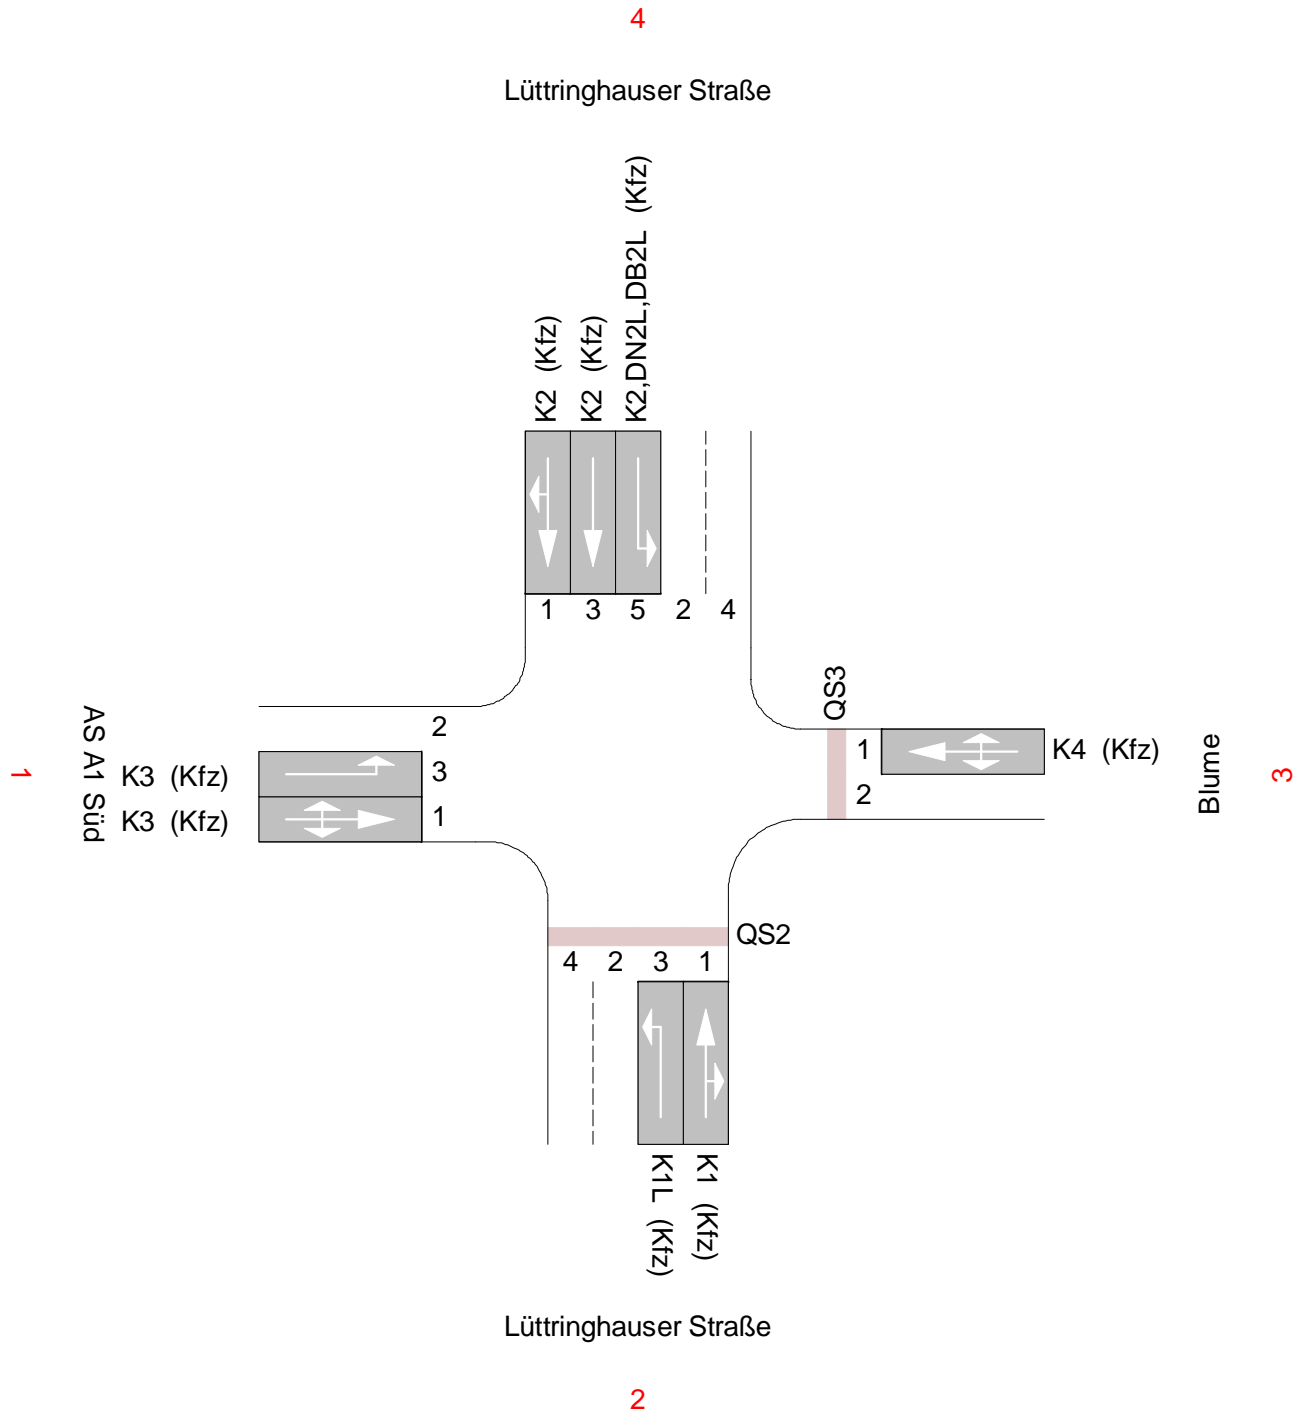 4
Lüttringhauser Straße
K2 (Kfz)
K2 (Kfz)
K2,DN2L,DB2L (Kfz)
1 3 5 2 4
QS3
1
AS A1 Süd
2
K3 (Kfz)
3
K3 (Kfz)
1
1
K4 (Kfz)
2
Blume
3
QS2
4 2 3 1
K1L (Kfz)
K1 (Kfz)
Lüttringhauser Straße
2